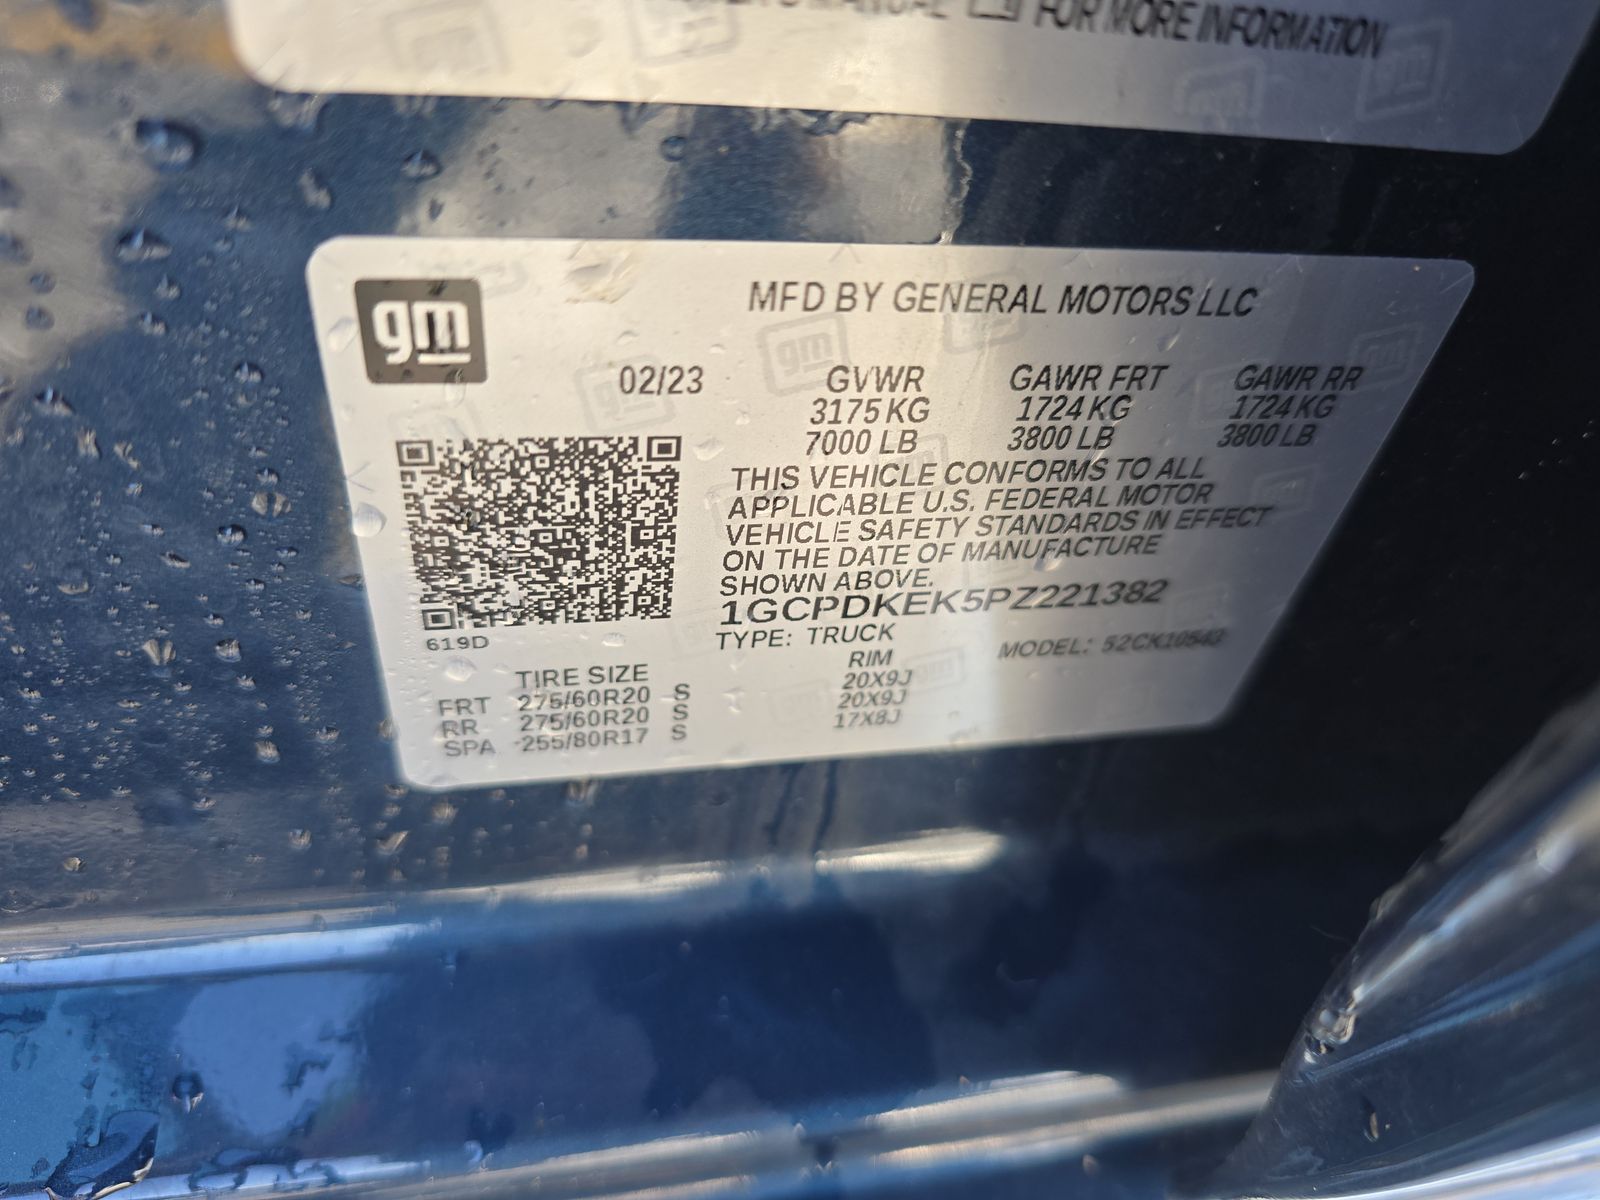 MANUAL FOR MORE INFORMATION
gm
MFD BY GENERAL MOTORS LLC
02/23 GVWR GAWR FRT GAWR RR
3175 KG 1724 KG 1724 KG
7000 LB 3800 LB 3800 LB
THIS VEHICLE CONFORMS TO ALL
APPLICABLE U.S. FEDERAL MOTOR
VEHICLE SAFETY STANDARDS IN EFFECT
ON THE DATE OF MANUFACTURE
SHOWN ABOVE.
1GCPDKEK5PZ221382
619D
TYPE: TRUCK MODEL: 52CK10543
TIRE SIZE RIM
FRT 275/60R20 S 20X9J
RR 275/60R20 S 20X9J
SPA 255/80R17 S 17X8J